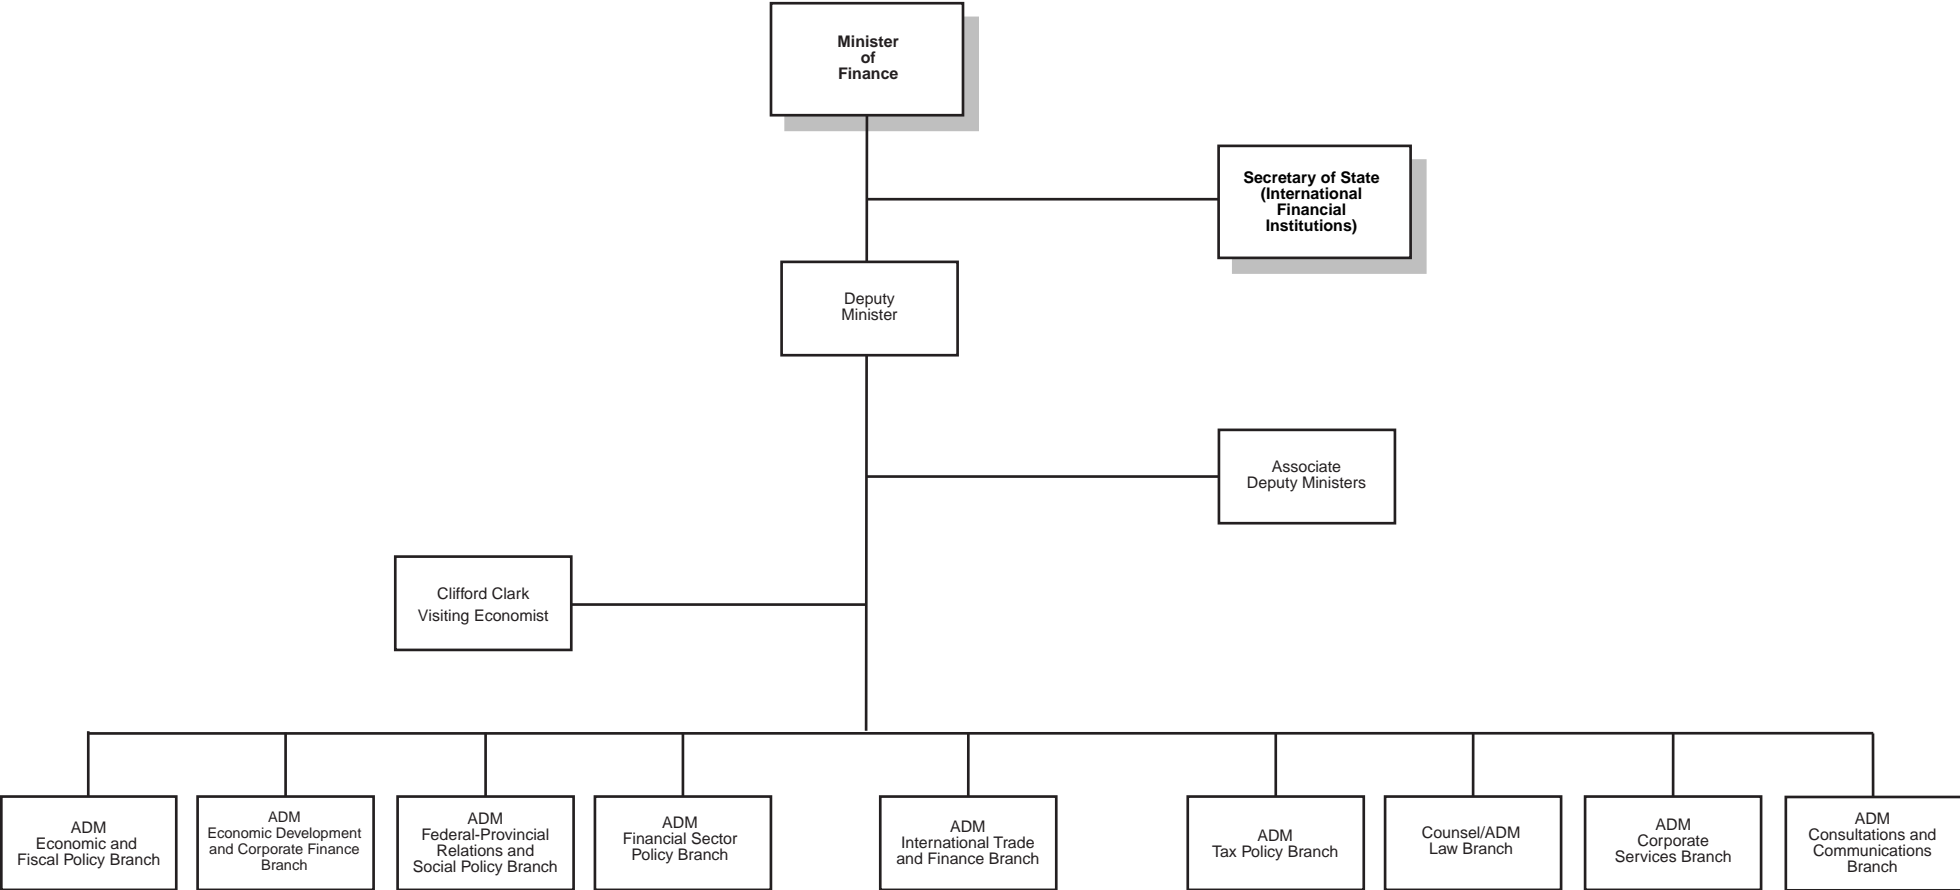 Minister
of
Finance
Secretary of State
(International
Financial
Institutions)
Deputy
Minister
Associate
Deputy Ministers
Clifford Clark
Visiting Economist
ADM
Economic and
Fiscal Policy Branch
ADM
Economic Development
and Corporate Finance
Branch
ADM
Federal-Provincial
Relations and
Social Policy Branch
ADM
Financial Sector
Policy Branch
ADM
International Trade
and Finance Branch
ADM
Tax Policy Branch
Counsel/ADM
Law Branch
ADM
Corporate
Services Branch
ADM
Consultations and
Communications
Branch